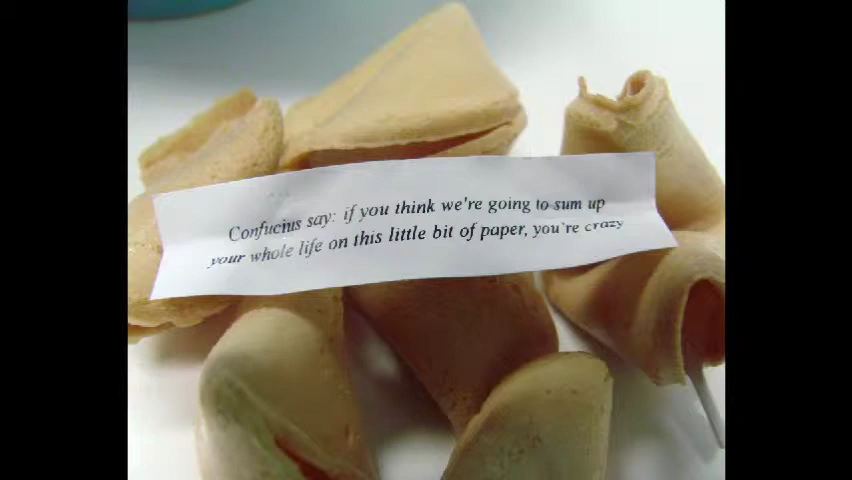 Confucius say: if you think we're going to sum up
your whole life on this little bit of paper, you're crazy